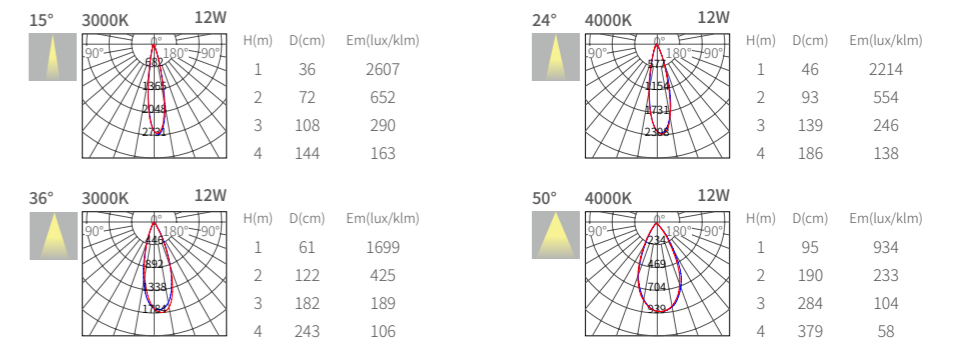 15° 3000K 12W
0°
90° 180° 90°
682
1365
2048
2731
H(m) D(cm) Em(lux/klm)
1 36 2607
2 72 652
3 108 290
4 144 163
24° 4000K 12W
0°
90° 180° 90°
577
1154
1731
2308
H(m) D(cm) Em(lux/klm)
1 46 2214
2 93 554
3 139 246
4 186 138
36° 3000K 12W
0°
90° 180° 90°
446
892
1338
1784
H(m) D(cm) Em(lux/klm)
1 61 1699
2 122 425
3 182 189
4 243 106
50° 4000K 12W
0°
90° 180° 90°
234
469
704
939
H(m) D(cm) Em(lux/klm)
1 95 934
2 190 233
3 284 104
4 379 58